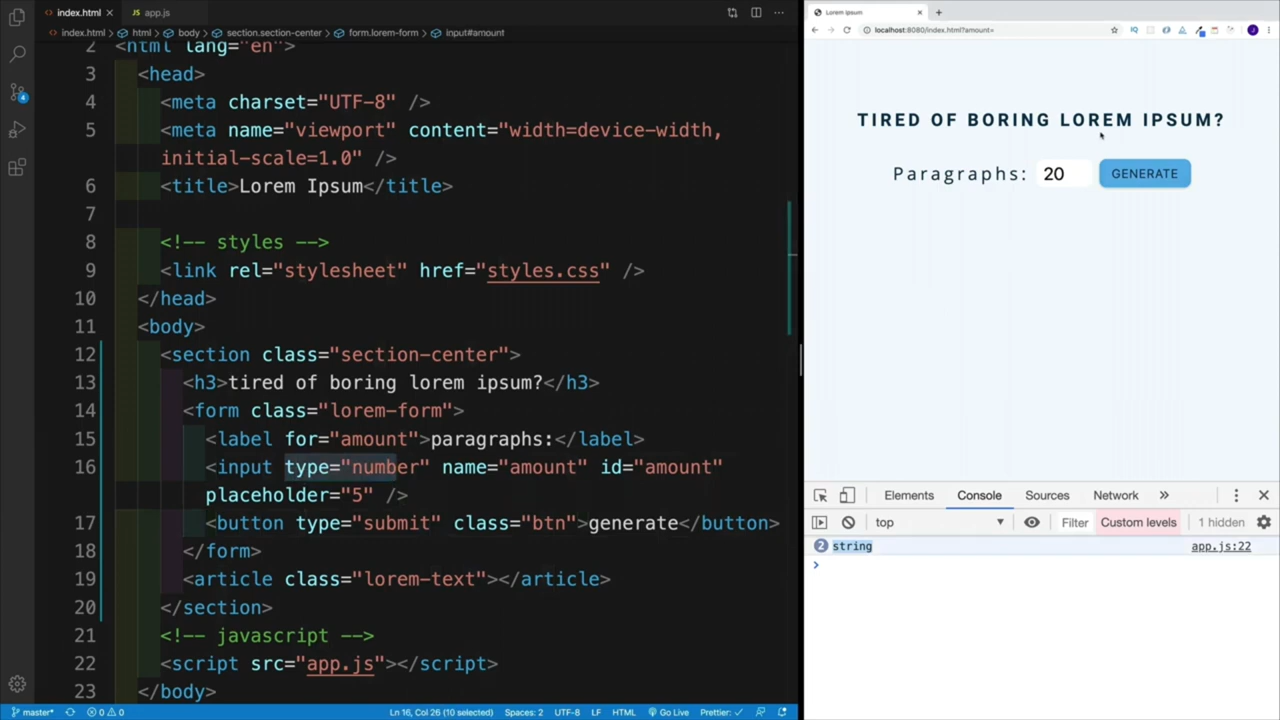 index.html
app.js
index.html > html > body > section.section-center > form.lorem-form > input#amount
2 <html lang="en">
3 <head>
4 <meta charset="UTF-8" />
5 <meta name="viewport" content="width=device-width,
initial-scale=1.0" />
6 <title>Lorem Ipsum</title>
7
8 <!-- styles -->
9 <link rel="stylesheet" href="styles.css" />
10 </head>
11 <body>
12 <section class="section-center">
13 <h3>tired of boring lorem ipsum?</h3>
14 <form class="lorem-form">
15 <label for="amount">paragraphs:</label>
16 <input type="number" name="amount" id="amount"
placeholder="5" />
17 <button type="submit" class="btn">generate</button>
18 </form>
19 <article class="lorem-text"></article>
20 </section>
21 <!-- javascript -->
22 <script src="app.js"></script>
23 </body>
4
master* 0 0 Ln 16, Col 26 (10 selected) Spaces: 2 UTF-8 LF HTML Go Live Prettier: ✓
Lorem Ipsum
localhost:8080/index.html?amount=
J
TIRED OF BORING LOREM IPSUM?
Paragraphs: 20 GENERATE
Elements Console Sources Network »
top Filter Custom levels 1 hidden
2 string app.js:22